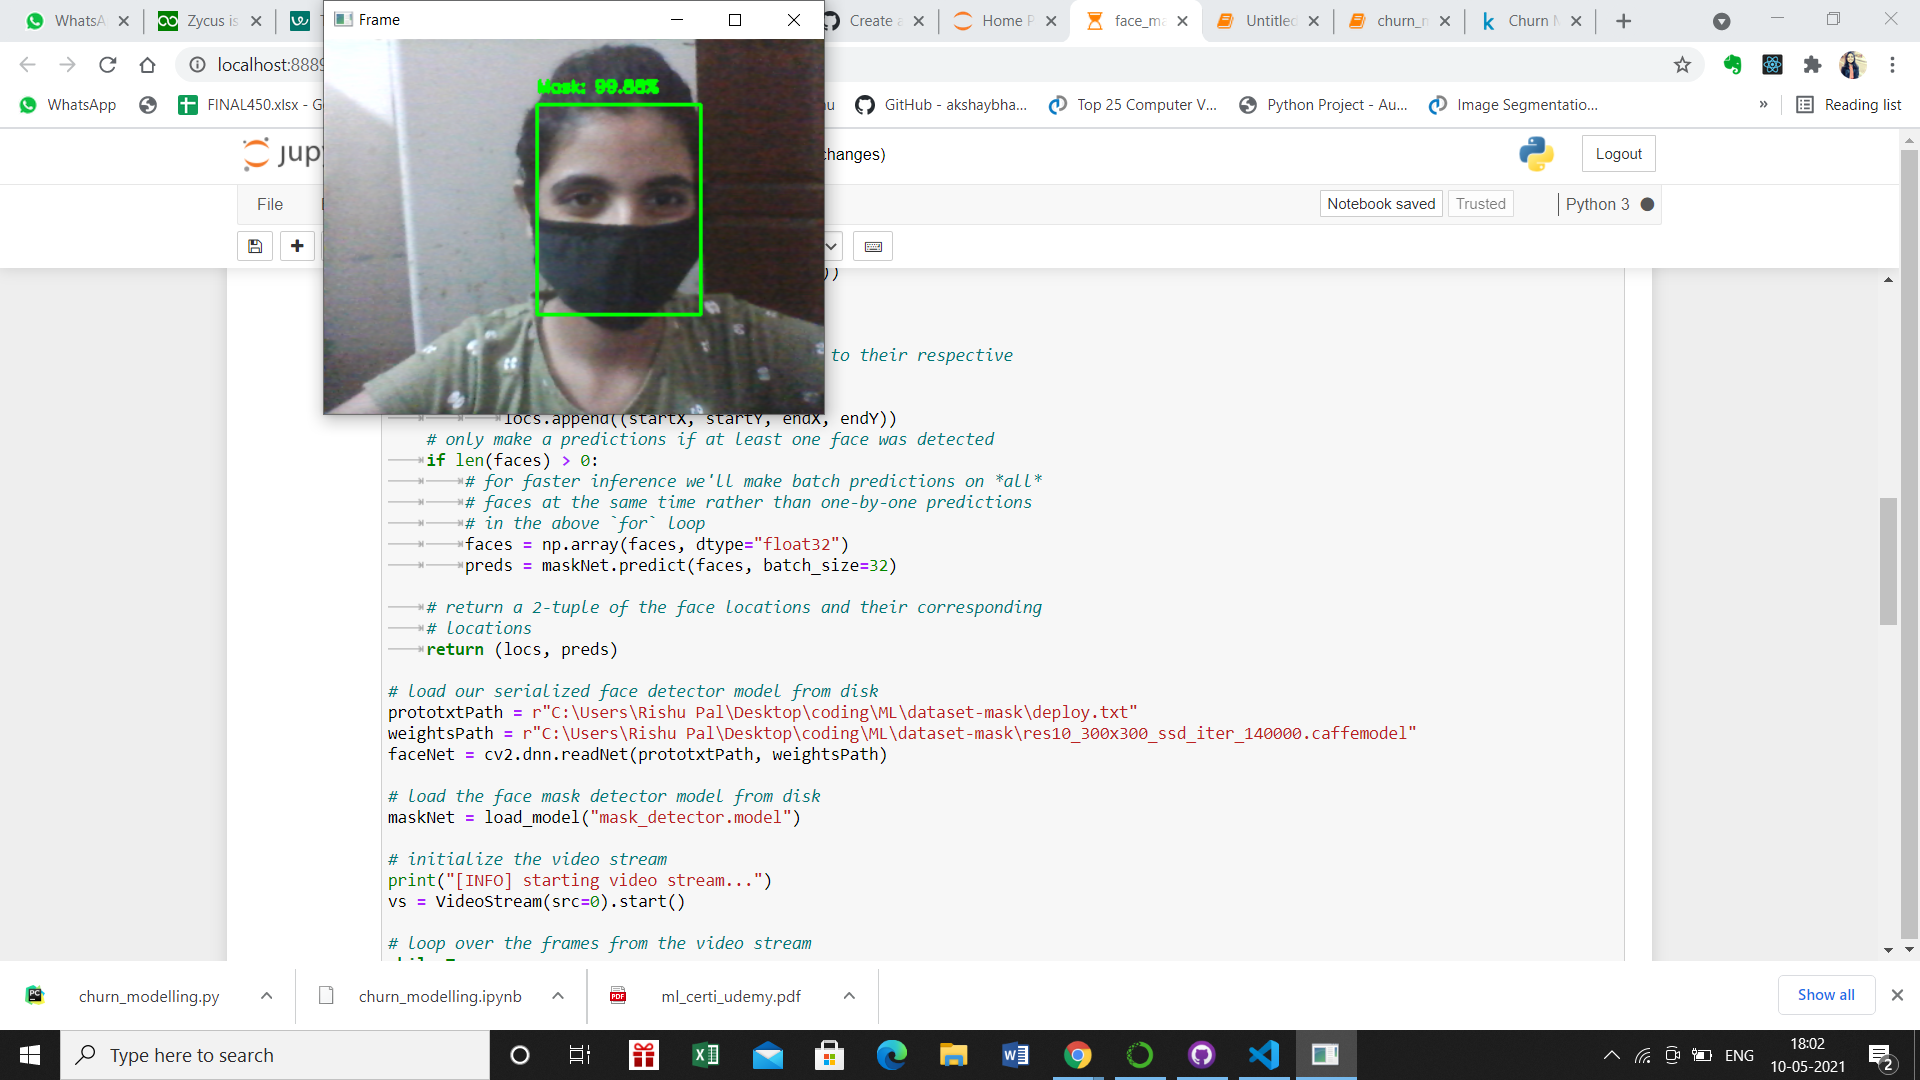 WhatsA
Zycus is
Frame
Create a
Home P
face_ma
Untitled
churn_m
Churn M
localhost:8889
WhatsApp
FINAL450.xlsx - G
GitHub - akshaybha...
Top 25 Computer V...
Python Project - Au...
Image Segmentatio...
»
Reading list
Mask: 99.88%
jupy
changes)
Logout
File
Notebook saved
Trusted
Python 3
))
to their respective
locs.append((startX, startY, endX, endY))
# only make a predictions if at least one face was detected
if len(faces) > 0:
# for faster inference we'll make batch predictions on *all*
# faces at the same time rather than one-by-one predictions
# in the above `for` loop
faces = np.array(faces, dtype="float32")
preds = maskNet.predict(faces, batch_size=32)
# return a 2-tuple of the face locations and their corresponding
# locations
return (locs, preds)
# load our serialized face detector model from disk
prototxtPath = r"C:\Users\Rishu Pal\Desktop\coding\ML\dataset-mask\deploy.txt"
weightsPath = r"C:\Users\Rishu Pal\Desktop\coding\ML\dataset-mask\res10_300x300_ssd_iter_140000.caffemodel"
faceNet = cv2.dnn.readNet(prototxtPath, weightsPath)
# load the face mask detector model from disk
maskNet = load_model("mask_detector.model")
# initialize the video stream
print("[INFO] starting video stream...")
vs = VideoStream(src=0).start()
# loop over the frames from the video stream
churn_modelling.py
churn_modelling.ipynb
ml_certi_udemy.pdf
Show all
Type here to search
ENG
18:02
10-05-2021
2